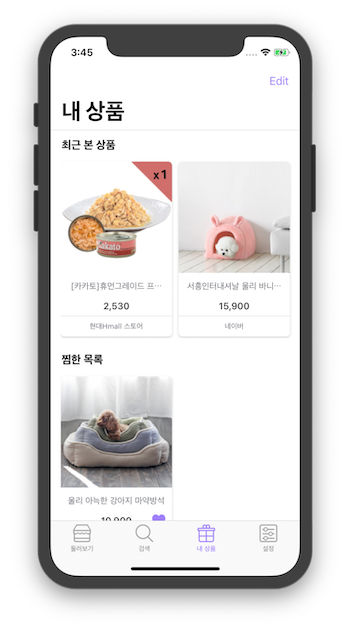 3:45
Edit
내 상품
최근 본 상품
x1
Kakato
[카카토]휴먼그레이드 프…
서흥인터내셔날 울리 바니…
2,530
15,900
현대Hmall 스토어
네이버
찜한 목록
울리 아늑한 강아지 마약방석
19,900
둘러보기
검색
내 상품
설정